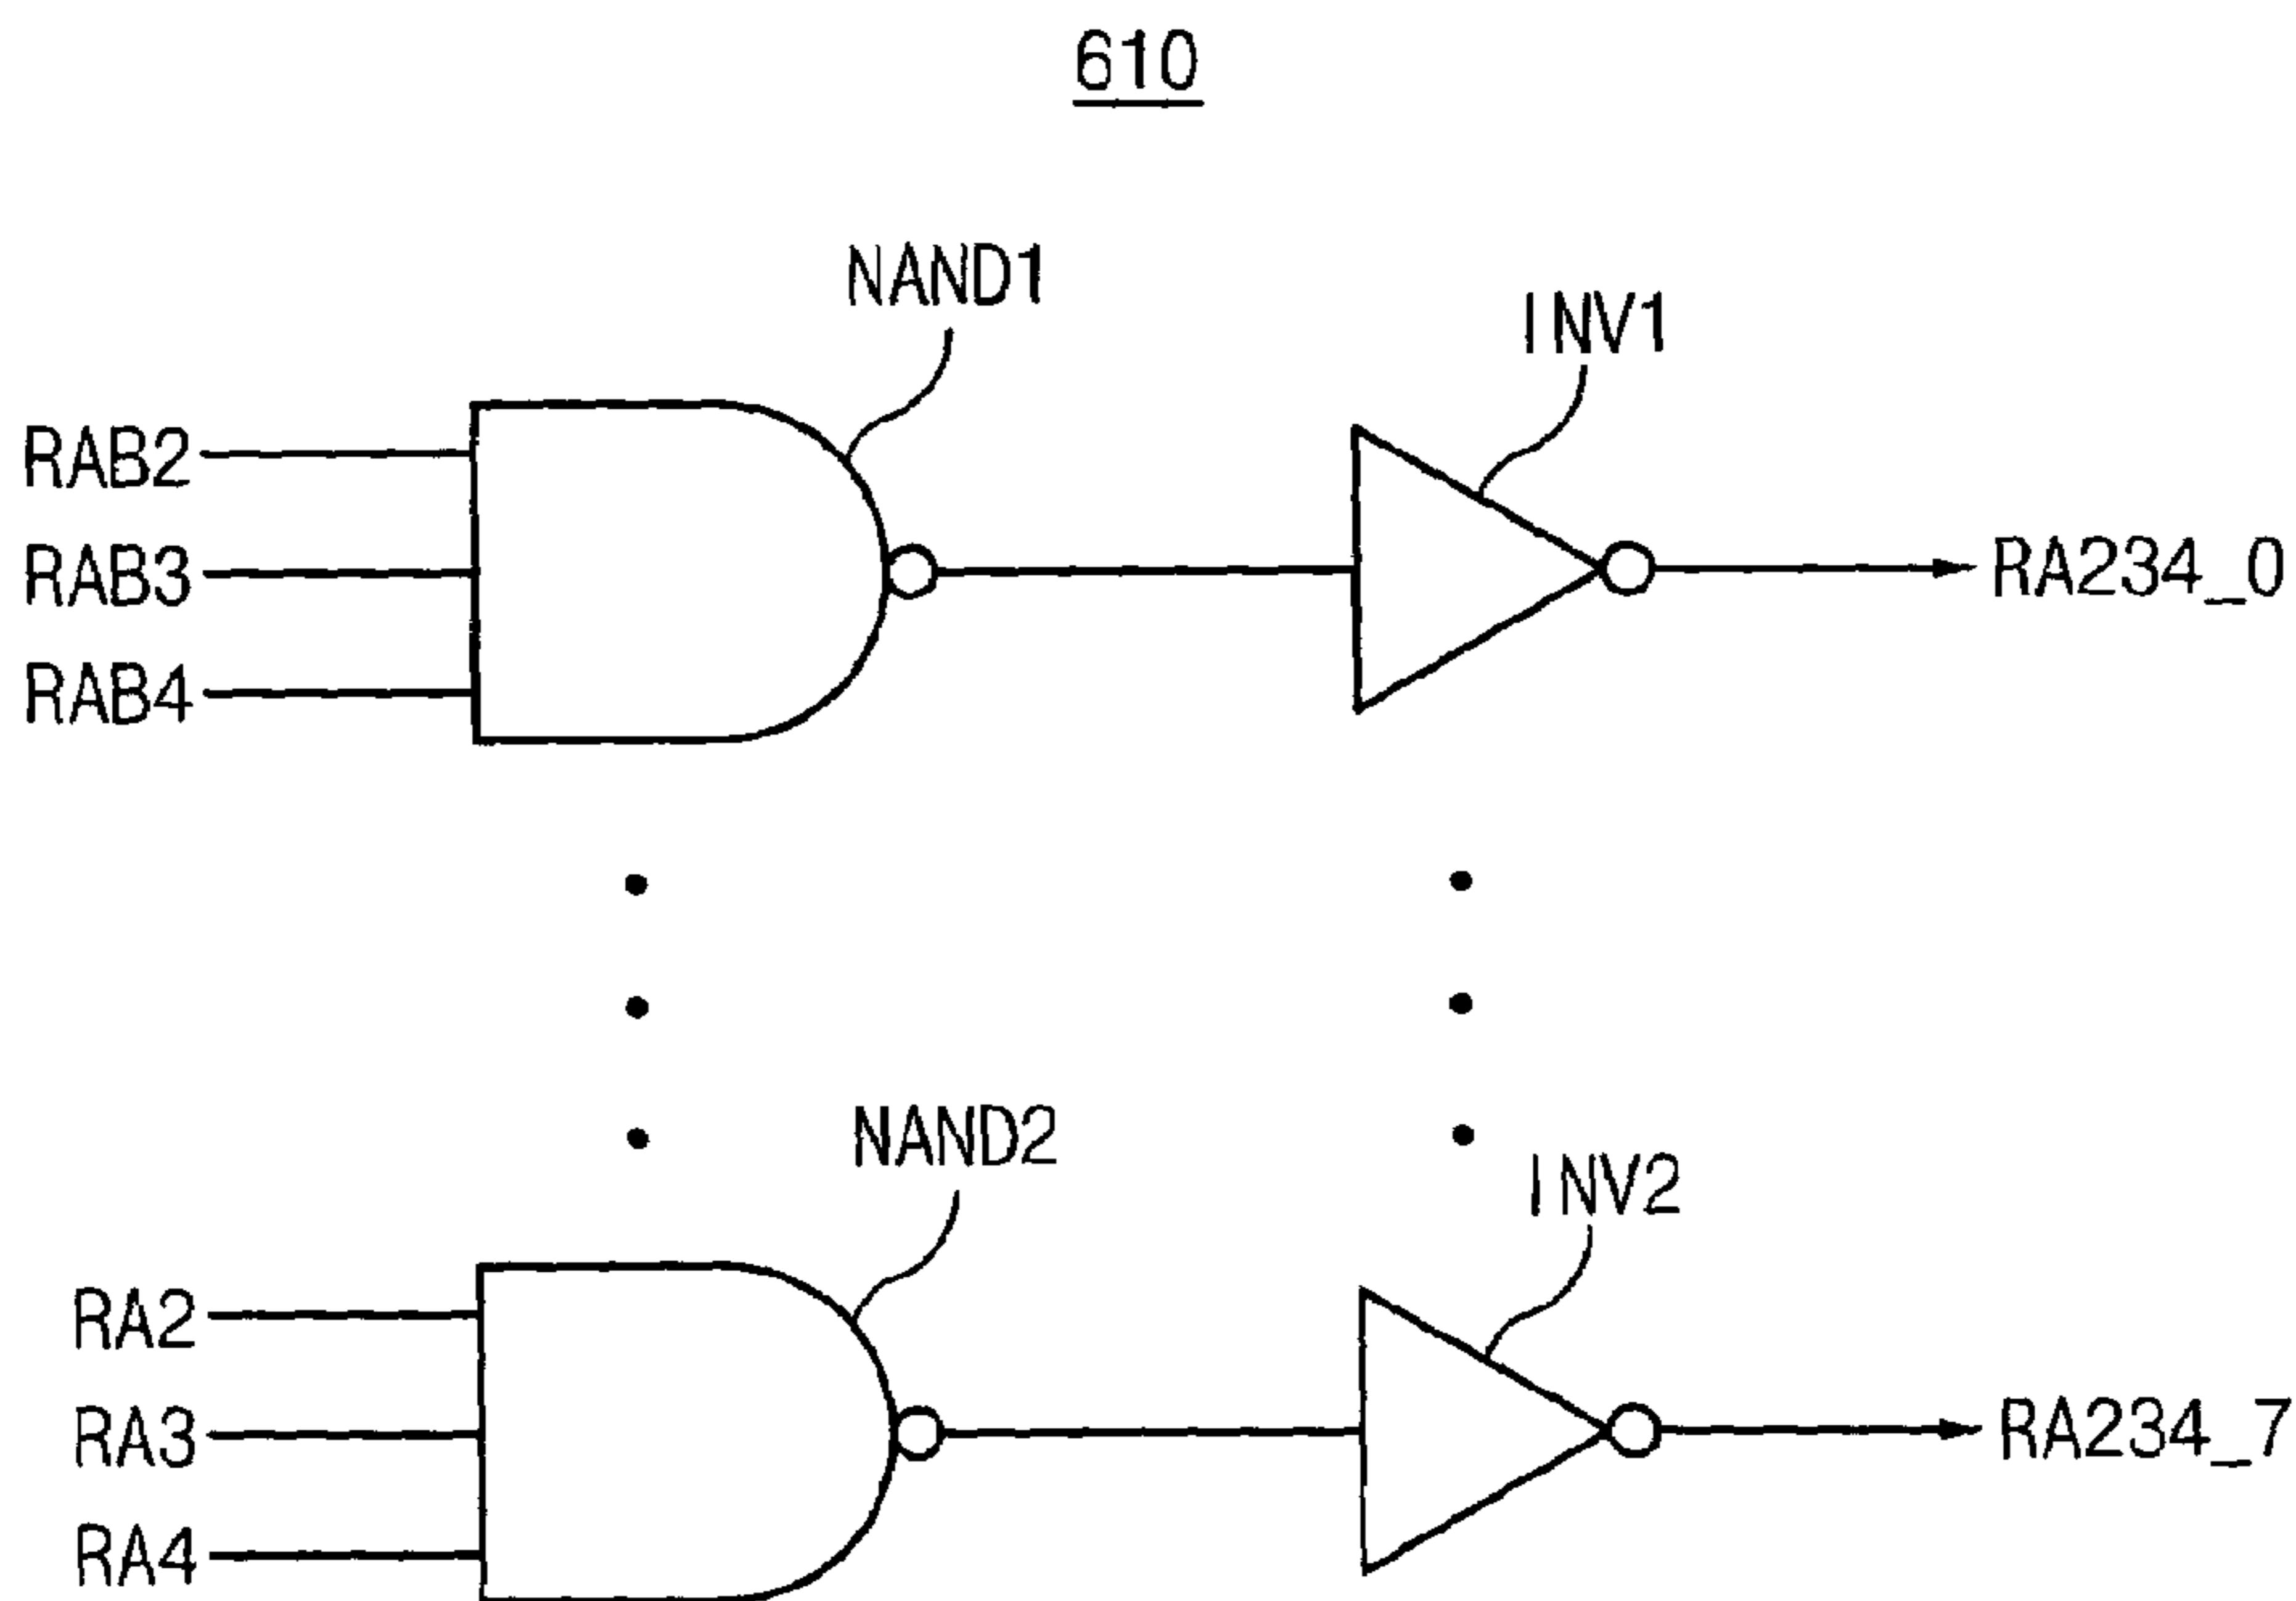 610
NAND1
INV1
RAB2
RAB3
RAB4
RA234_0
NAND2
INV2
RA2
RA3
RA4
RA234_7